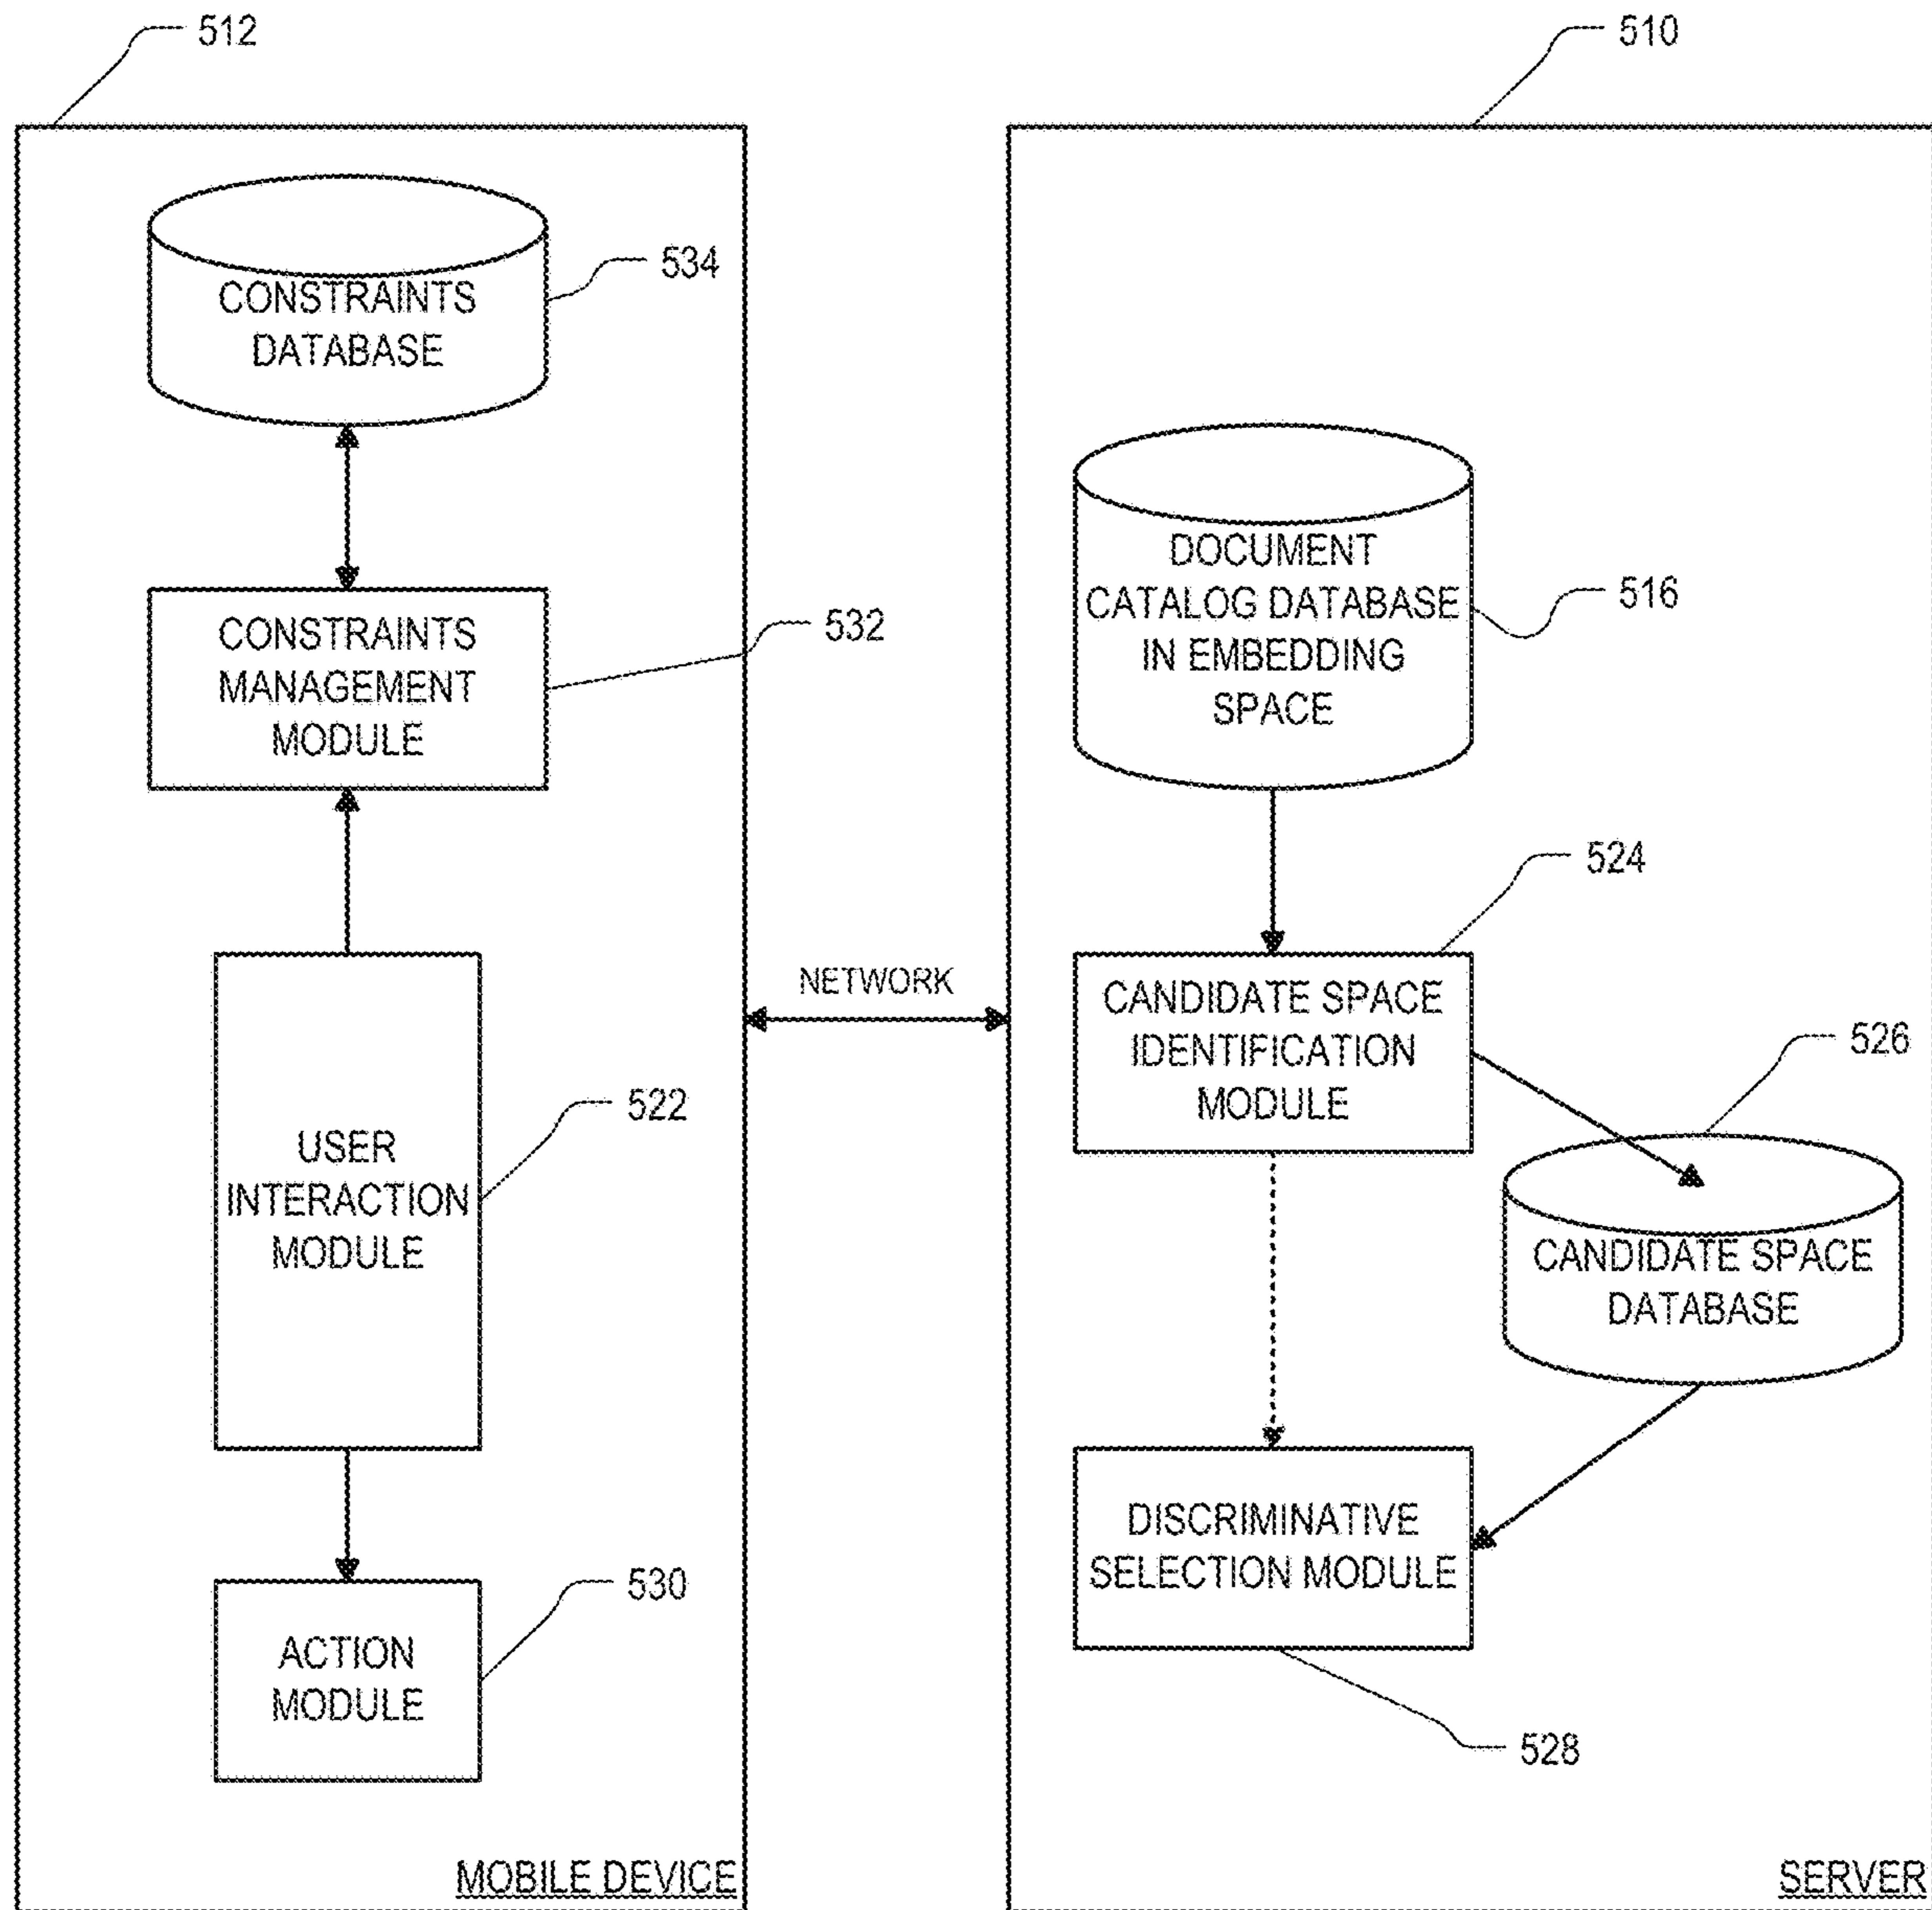 512
510
CONSTRAINTS
DATABASE
534
CONSTRAINTS
MANAGEMENT
MODULE
532
USER
INTERACTION
MODULE
522
ACTION
MODULE
530
MOBILE DEVICE
NETWORK
DOCUMENT
CATALOG DATABASE
IN EMBEDDING
SPACE
516
CANDIDATE SPACE
IDENTIFICATION
MODULE
524
526
CANDIDATE SPACE
DATABASE
DISCRIMINATIVE
SELECTION MODULE
528
SERVER